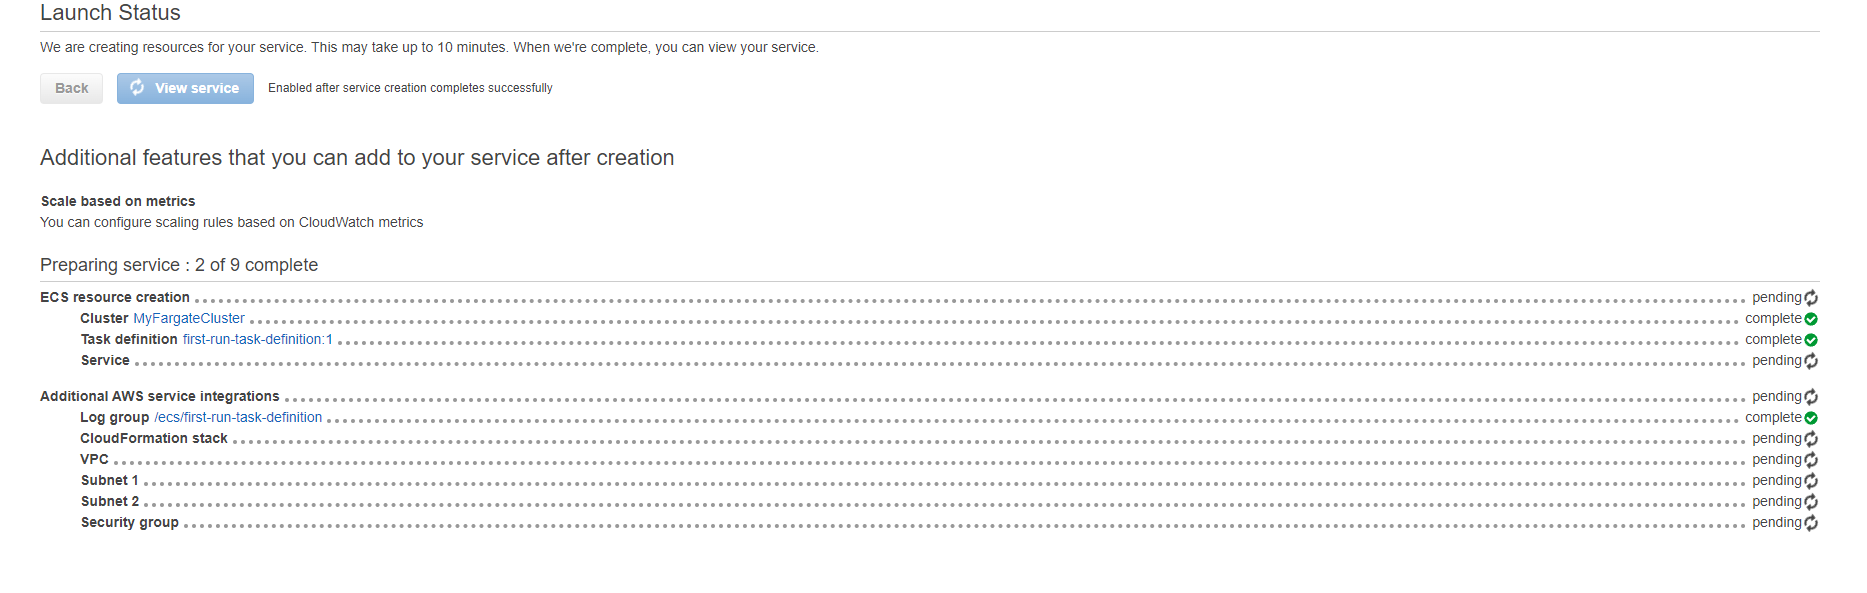 Launch Status
We are creating resources for your service. This may take up to 10 minutes. When we're complete, you can view your service.
Back View service Enabled after service creation completes successfully
Additional features that you can add to your service after creation
Scale based on metrics
You can configure scaling rules based on CloudWatch metrics
Preparing service : 2 of 9 complete
ECS resource creation pending
Cluster MyFargateCluster complete
Task definition first-run-task-definition:1 complete
Service pending
Additional AWS service integrations pending
Log group /ecs/first-run-task-definition complete
CloudFormation stack pending
VPC pending
Subnet 1 pending
Subnet 2 pending
Security group pending